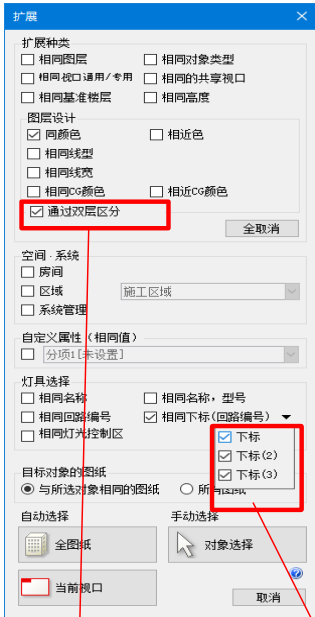 扩展
扩展种类
相同图层 相同对象类型
相同视口通用/专用 相同的共享视口
相同基准楼层 相同高度
图层设计
同颜色 相近色
相同线型
相同线宽
相同CG颜色 相近CG颜色
通过双层区分
全取消
空间·系统
房间
区域 施工区域
系统管理
自定义属性（相同值）
分项1[未设置]
灯具选择
相同名称 相同名称，型号
相同回路编号 相同下标(回路编号)
相同灯光控制区
下标
下标(2)
下标(3)
目标对象的图纸
与所选对象相同的图纸 所有图纸
自动选择 手动选择
全图纸 对象选择
当前视口
取消